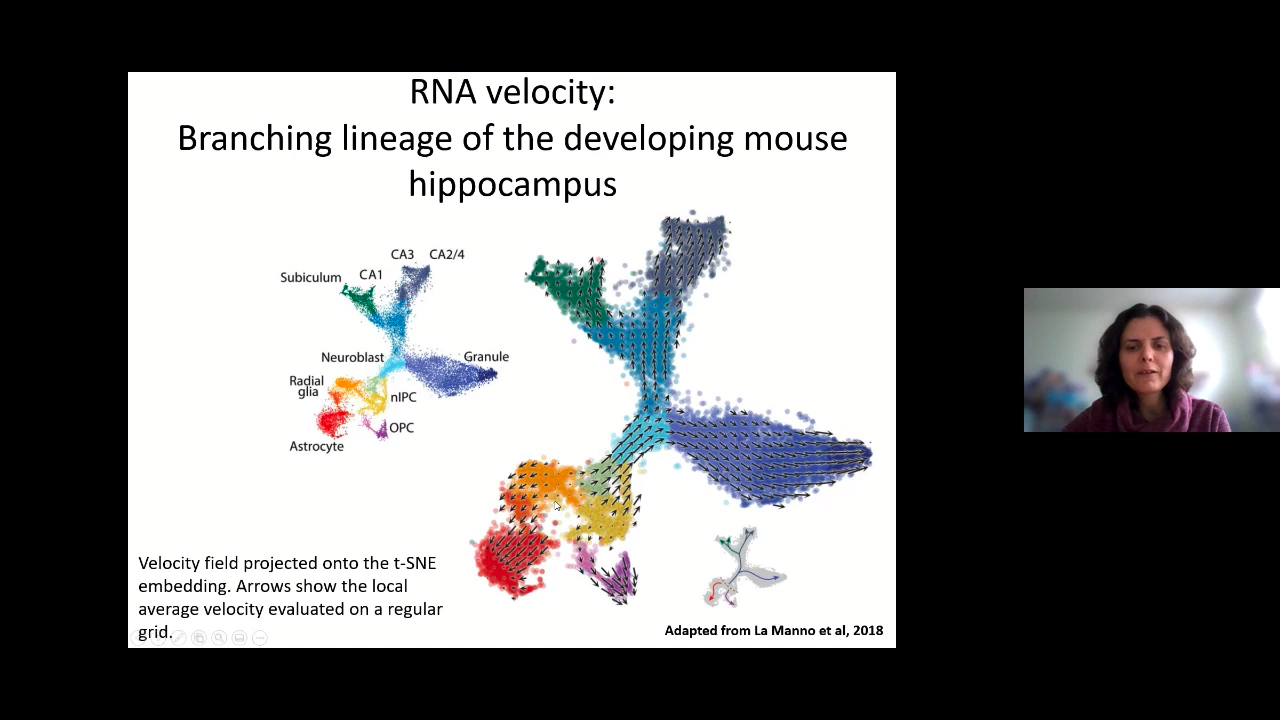 RNA velocity:
Branching lineage of the developing mouse
hippocampus
CA3 CA2/4
Subiculum CA1
Neuroblast Granule
Radial
glia
nIPC
OPC
Astrocyte
Velocity field projected onto the t-SNE
embedding. Arrows show the local
average velocity evaluated on a regular
grid.
Adapted from La Manno et al, 2018